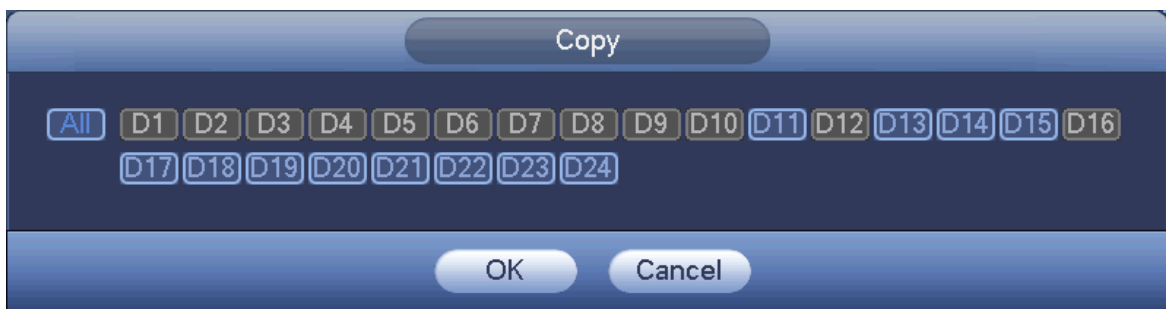 Copy
All D1 D2 D3 D4 D5 D6 D7 D8 D9 D10 D11 D12 D13 D14 D15 D16
D17 D18 D19 D20 D21 D22 D23 D24
OK Cancel